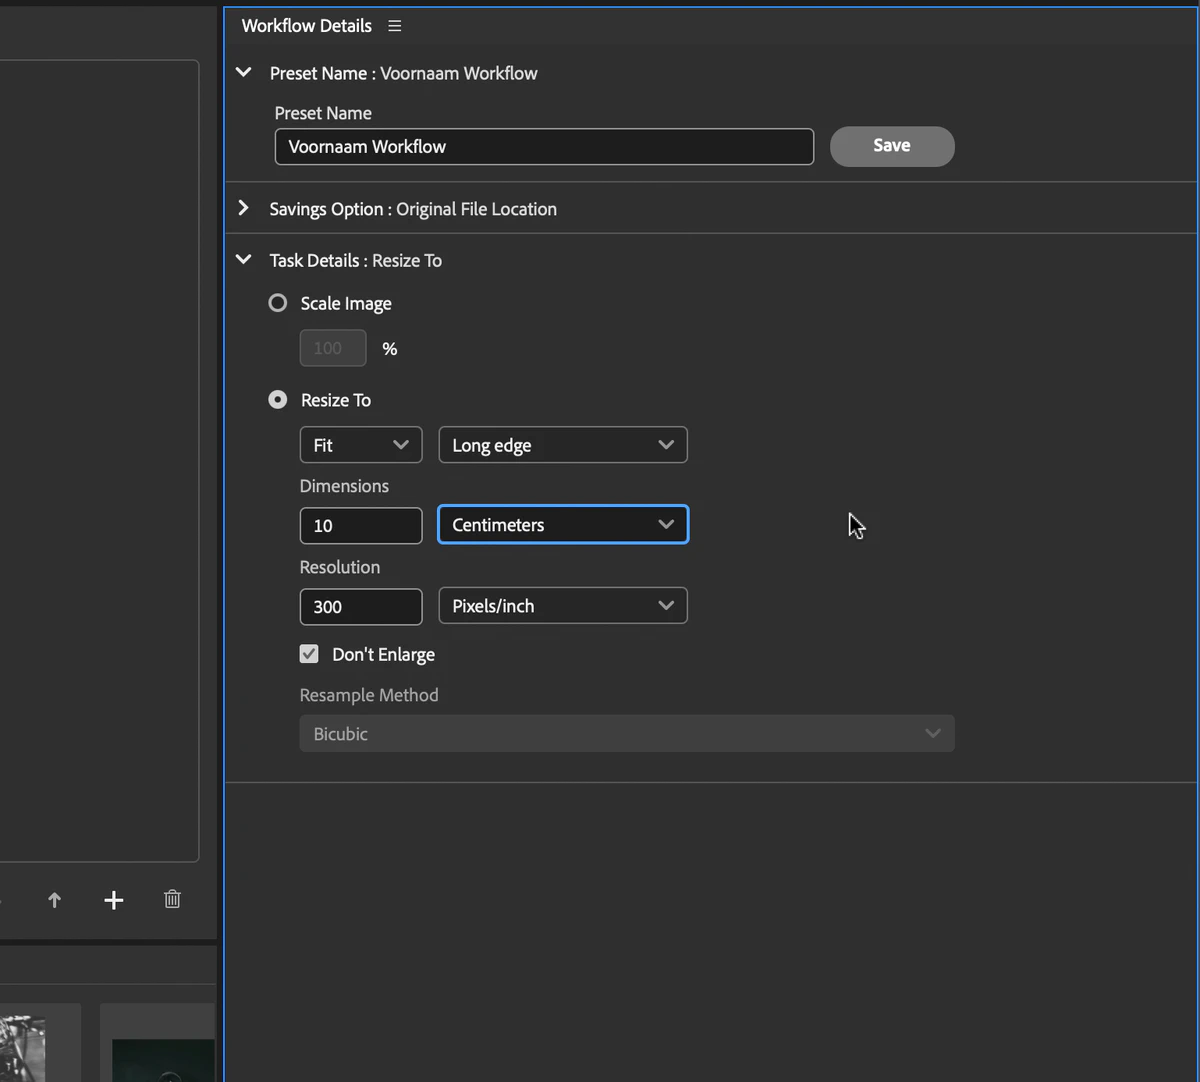 Workflow Details
Preset Name : Voornaam Workflow
Preset Name
Voornaam Workflow
Save
Savings Option : Original File Location
Task Details : Resize To
Scale Image
100 %
Resize To
Fit Long edge
Dimensions
10 Centimeters
Resolution
300 Pixels/inch
Don't Enlarge
Resample Method
Bicubic